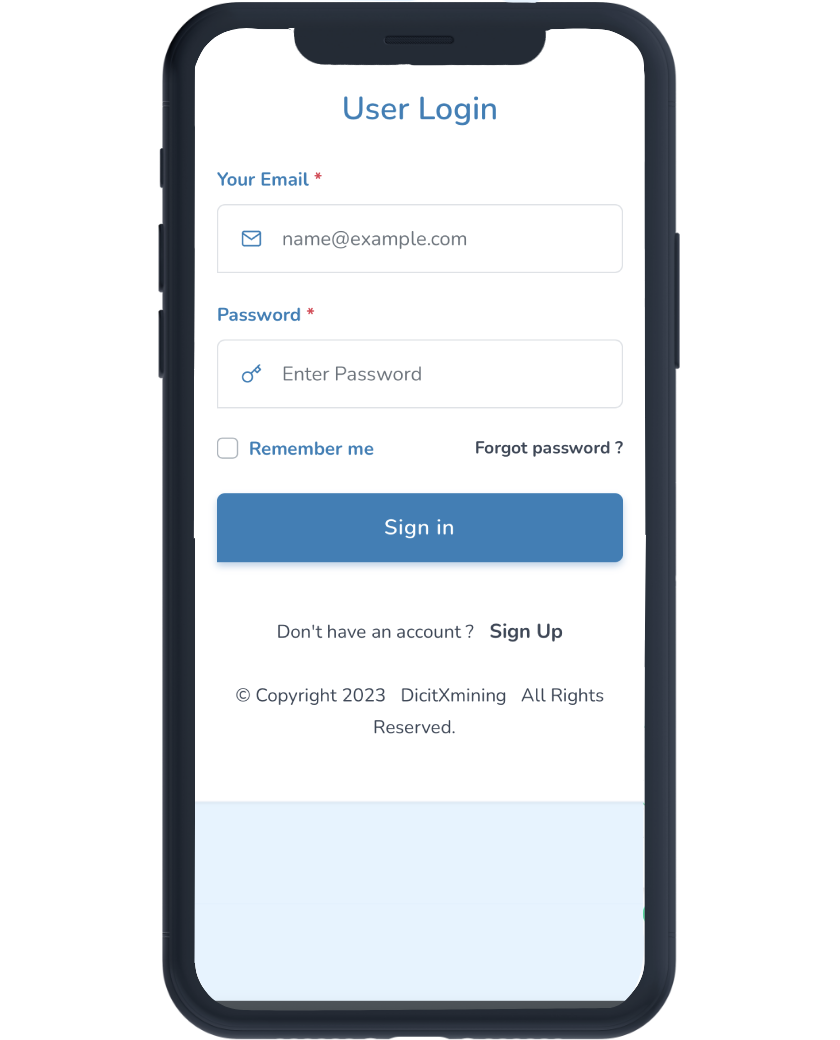 User Login
Your Email *
name@example.com
Password *
Enter Password
Remember me Forgot password ?
Sign in
Don't have an account ? Sign Up
© Copyright 2023 DicitXmining All Rights
Reserved.